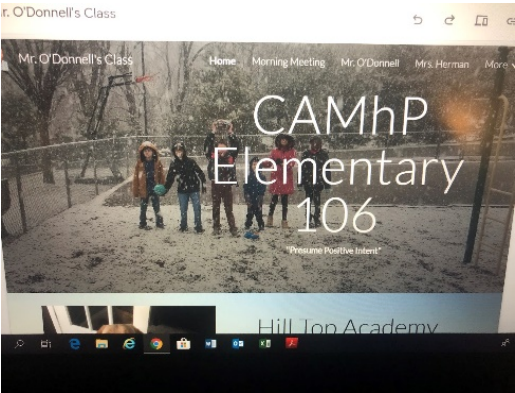 r. O'Donnell's Class
Mr. O'Donnell's Class
Home Morning Meeting Mr. O'Donnell Mrs. Herman More
CAMhP
Elementary
106
"Presume Positive Intent"
Hill Top Academy